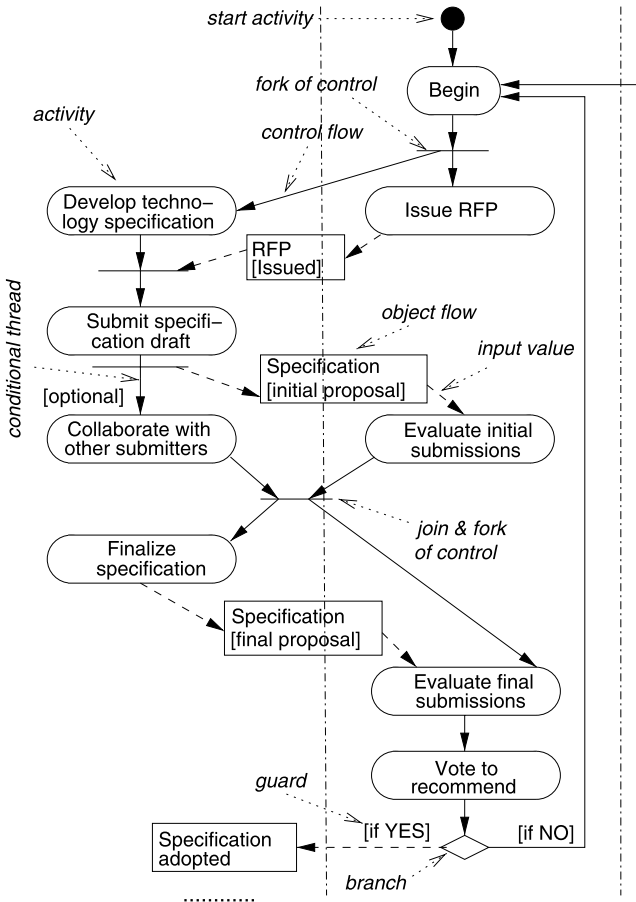 start activity
fork of control
Begin
activity
control flow
Develop techno–
logy specification
Issue RFP
RFP
[Issued]
conditional thread
Submit specifi–
cation draft
object flow
input value
Specification
[initial proposal]
[optional]
Collaborate with
other submitters
Evaluate initial
submissions
join & fork
of control
Finalize
specification
Specification
[final proposal]
Evaluate final
submissions
Vote to
recommend
guard
[if YES]
[if NO]
Specification
adopted
branch
............